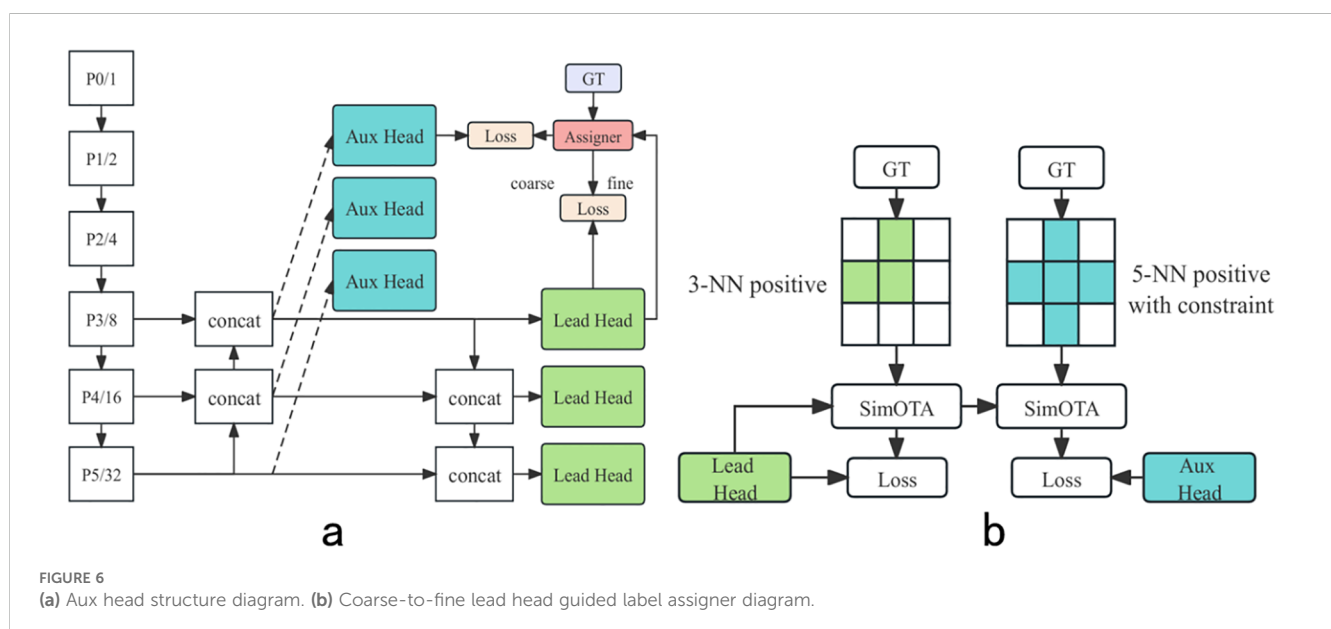 P0/1
P1/2
P2/4
P3/8
P4/16
P5/32
concat
concat
Aux Head
Aux Head
Aux Head
Loss
GT
Assigner
coarse
fine
Loss
Lead Head
concat
Lead Head
concat
Lead Head
a
GT
GT
3-NN positive
5-NN positive
with constraint
SimOTA
SimOTA
Lead
Head
Loss
Loss
Aux
Head
b
FIGURE 6
(a) Aux head structure diagram. (b) Coarse-to-fine lead head guided label assigner diagram.